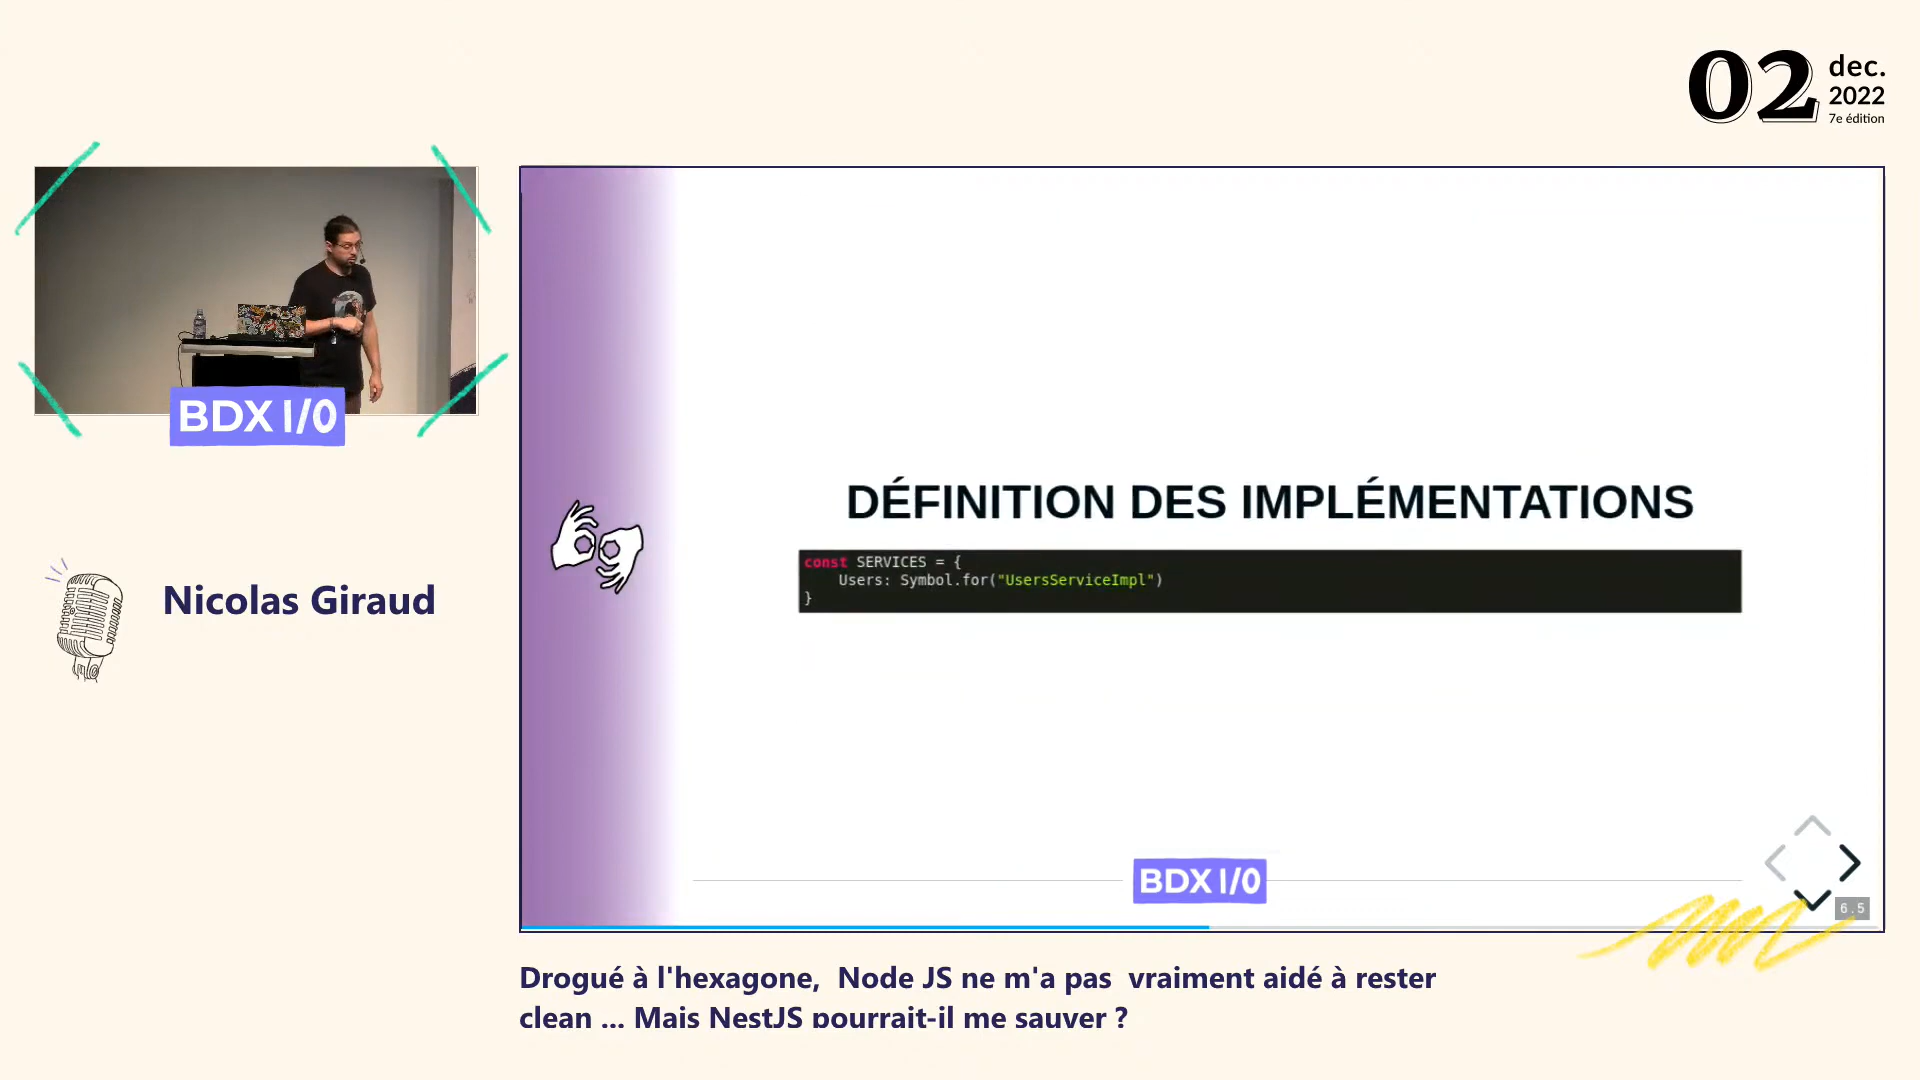 02
dec.
2022
7e édition
BDX I/O
Nicolas Giraud
DÉFINITION DES IMPLÉMENTATIONS
const SERVICES = {
Users: Symbol.for("UsersServiceImpl")
}
BDX I/O
6.5
Drogué à l'hexagone, Node JS ne m'a pas vraiment aidé à rester
clean ... Mais NestJS pourrait-il me sauver ?